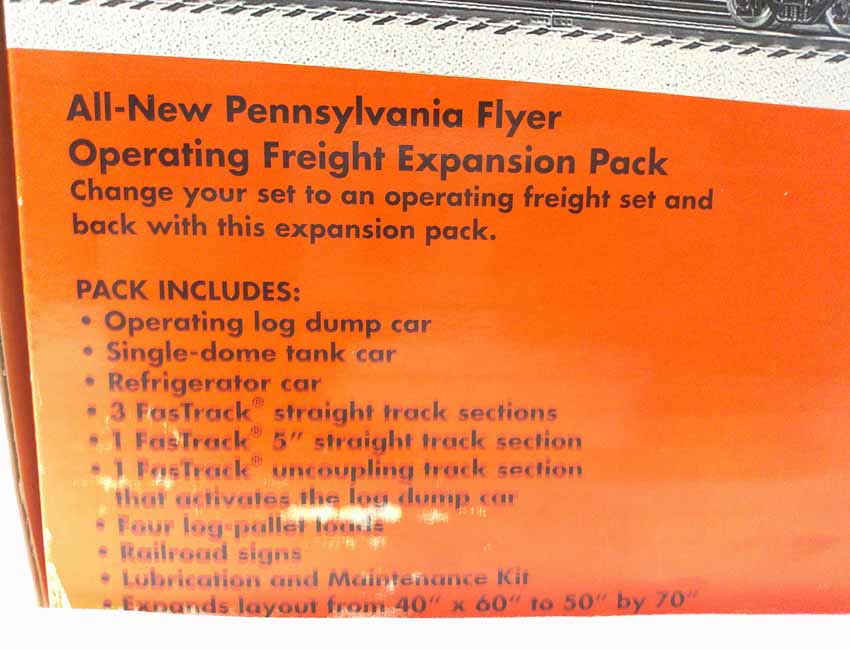 All-New Pennsylvania Flyer
Operating Freight Expansion Pack
Change your set to an operating freight set and
back with this expansion pack.
PACK INCLUDES:
• Operating log dump car
• Single-dome tank car
• Refrigerator car
• 3 FasTrack® straight track sections
• 1 FasTrack® 5" straight track section
• 1 FasTrack® uncoupling track section
that activates the log dump car
• Four log-pallet loads
• Railroad signs
• Lubrication and Maintenance Kit
• Expands layout from 40" x 60" to 50" by 70"